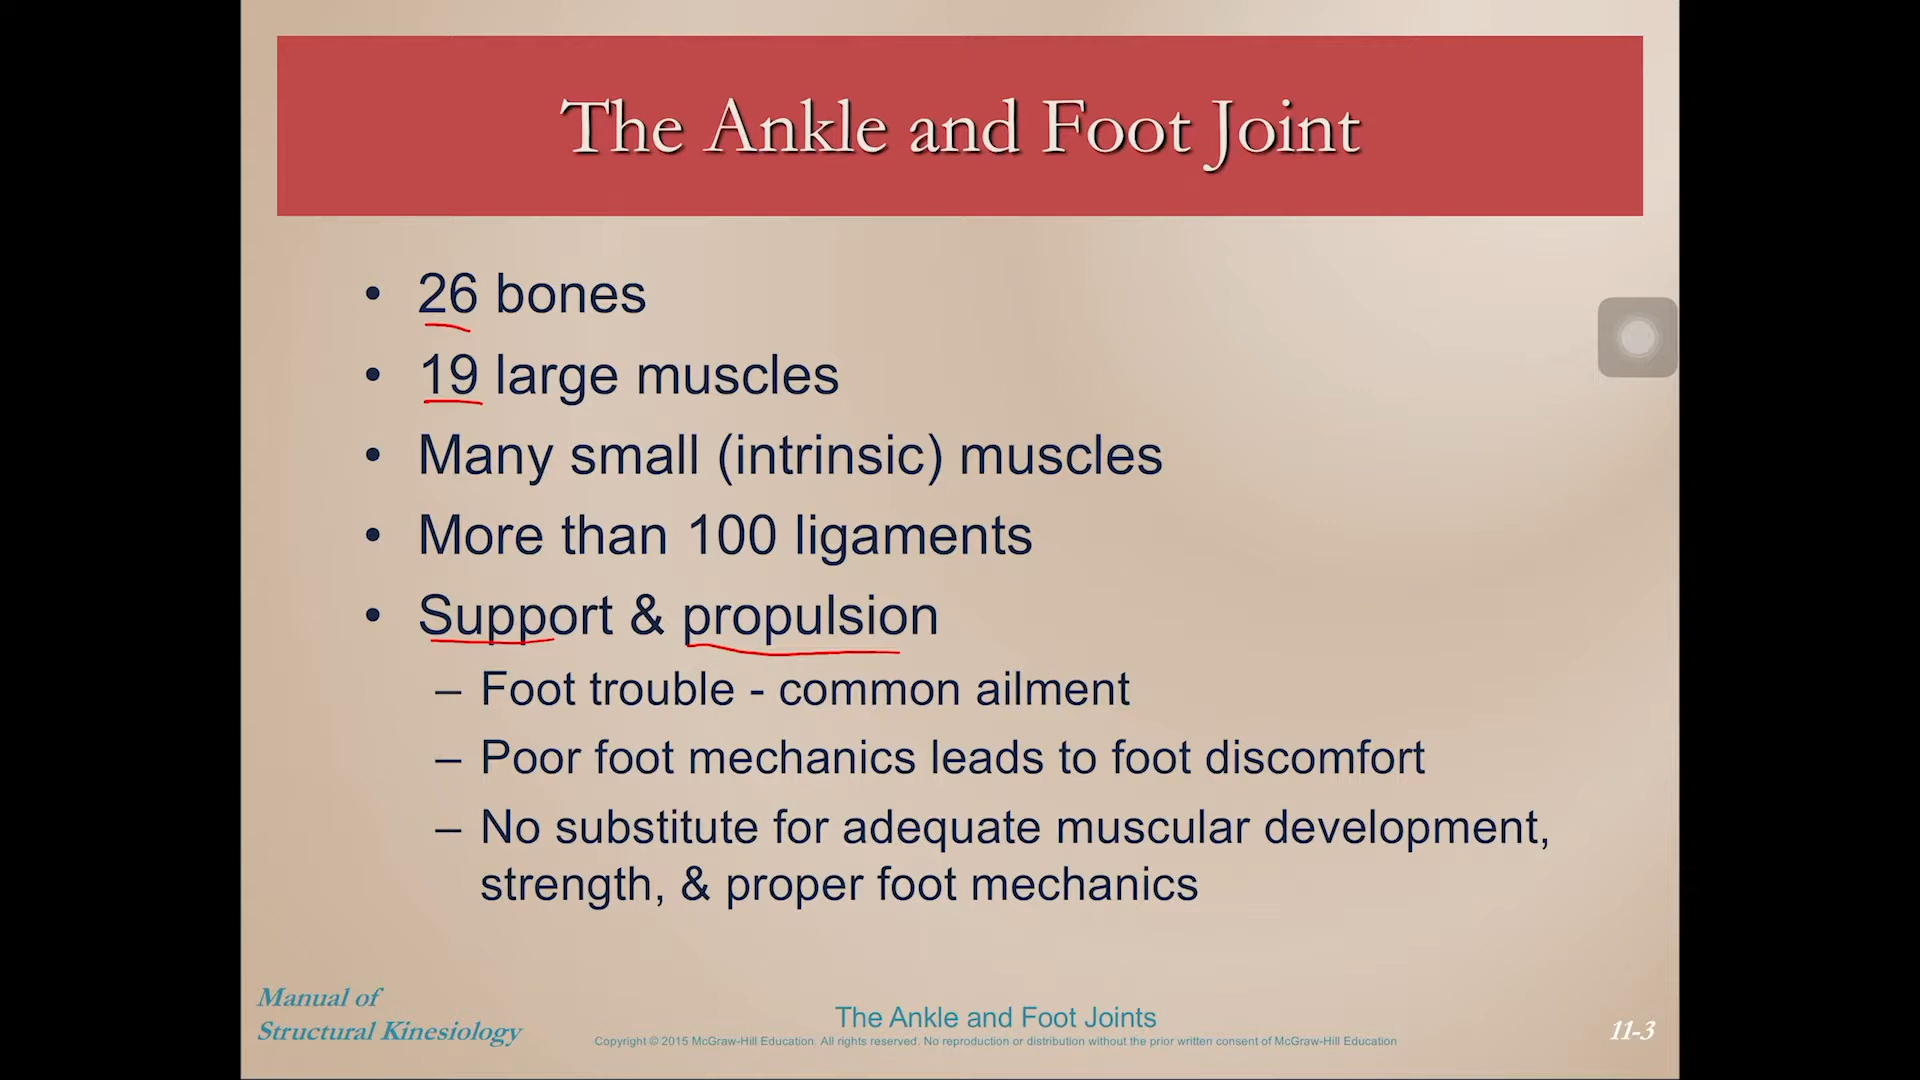 The Ankle and Foot Joint
• 26 bones
• 19 large muscles
• Many small (intrinsic) muscles
• More than 100 ligaments
• Support & propulsion
– Foot trouble - common ailment
– Poor foot mechanics leads to foot discomfort
– No substitute for adequate muscular development,
strength, & proper foot mechanics
Manual of
Structural Kinesiology
The Ankle and Foot Joints
Copyright © 2015 McGraw-Hill Education. All rights reserved. No reproduction or distribution without the prior written consent of McGraw-Hill Education
11-3